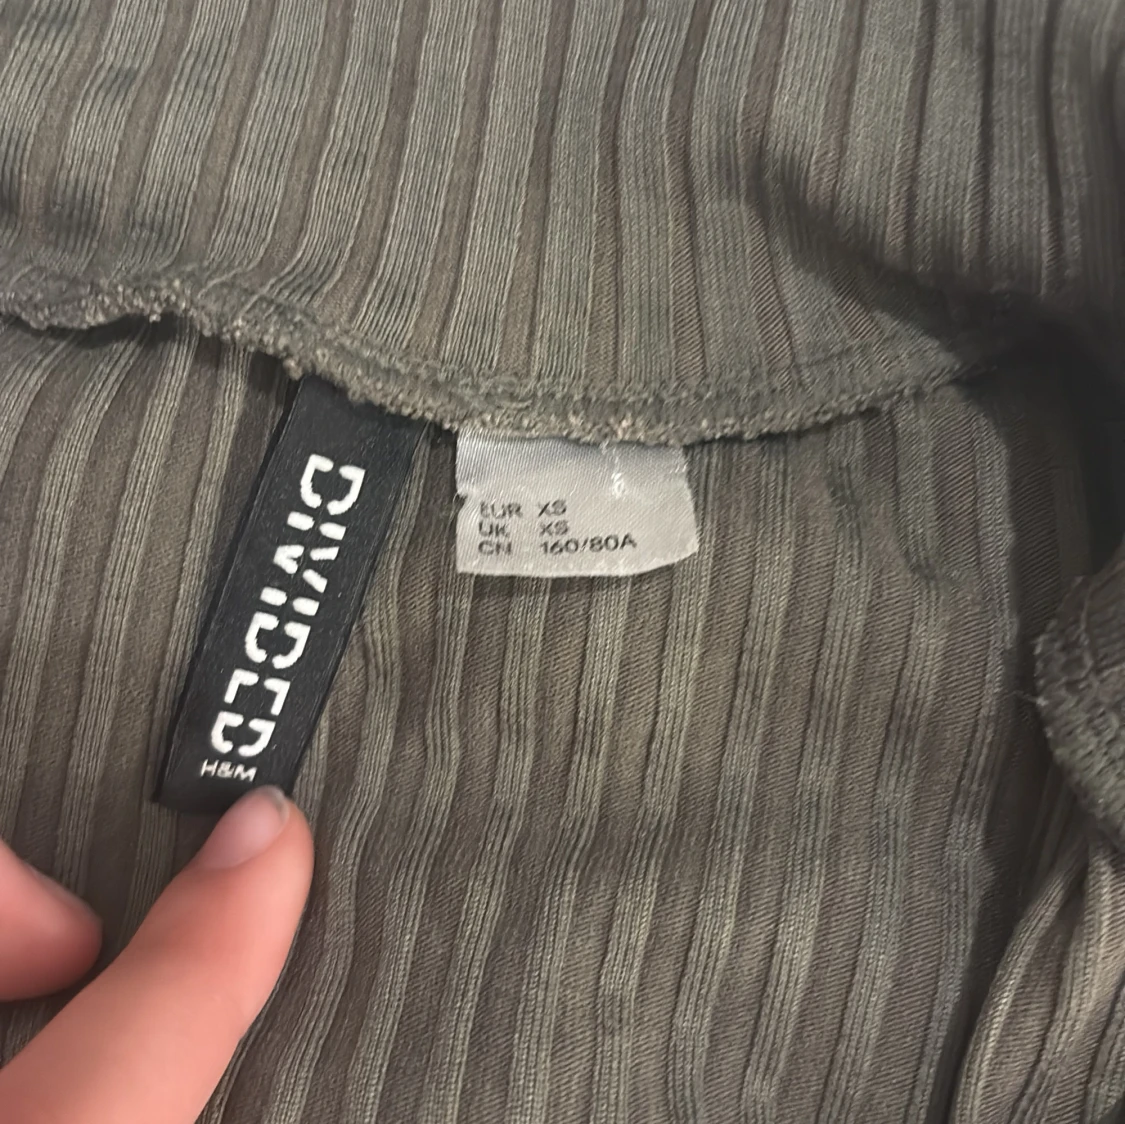 DIVIDED
H&M
EUR XS
UK XS
CN 160/80A